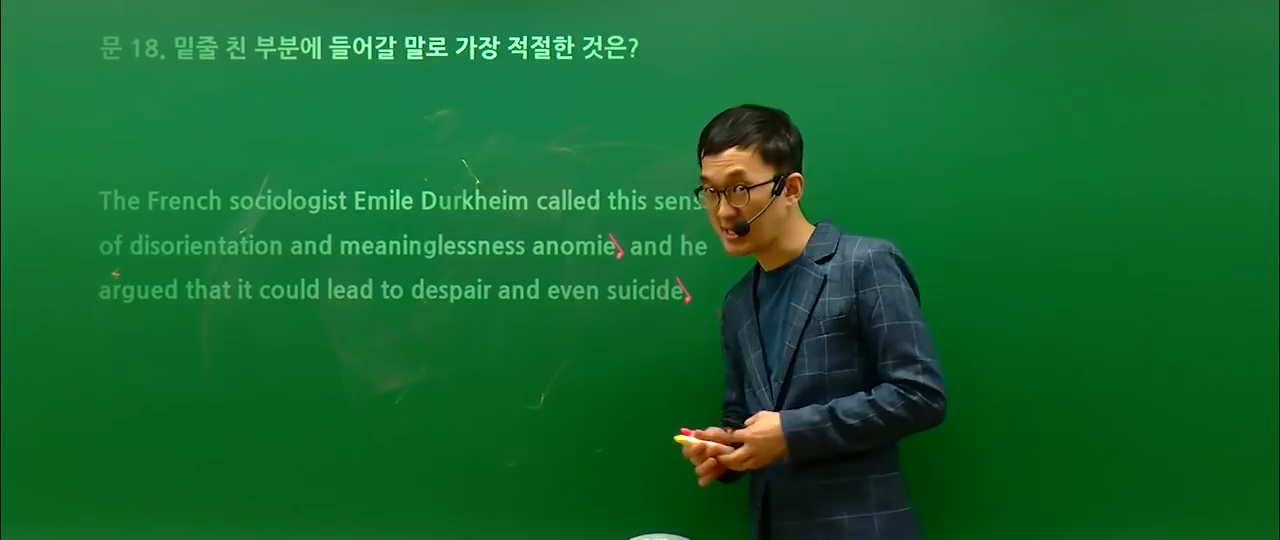 문 18. 밑줄 친 부분에 들어갈 말로 가장 적절한 것은?
The French sociologist Emile Durkheim called this sens
of disorientation and meaninglessness anomie, and he
argued that it could lead to despair and even suicide.